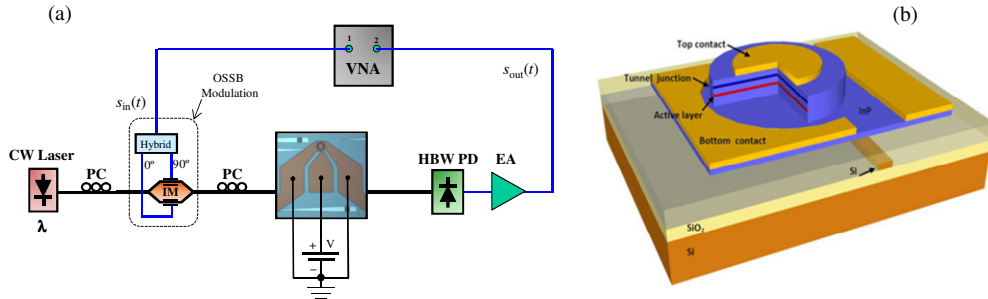 (a)
1 2
VNA
OSSB
Modulation
s_in(t)
s_out(t)
Hybrid
0º
90º
CW Laser
PC
IM
PC
HBW PD
EA
λ
+
V
−
(b)
Top contact
Tunnel junction
Active layer
InP
Bottom contact
Si
SiO₂
Si